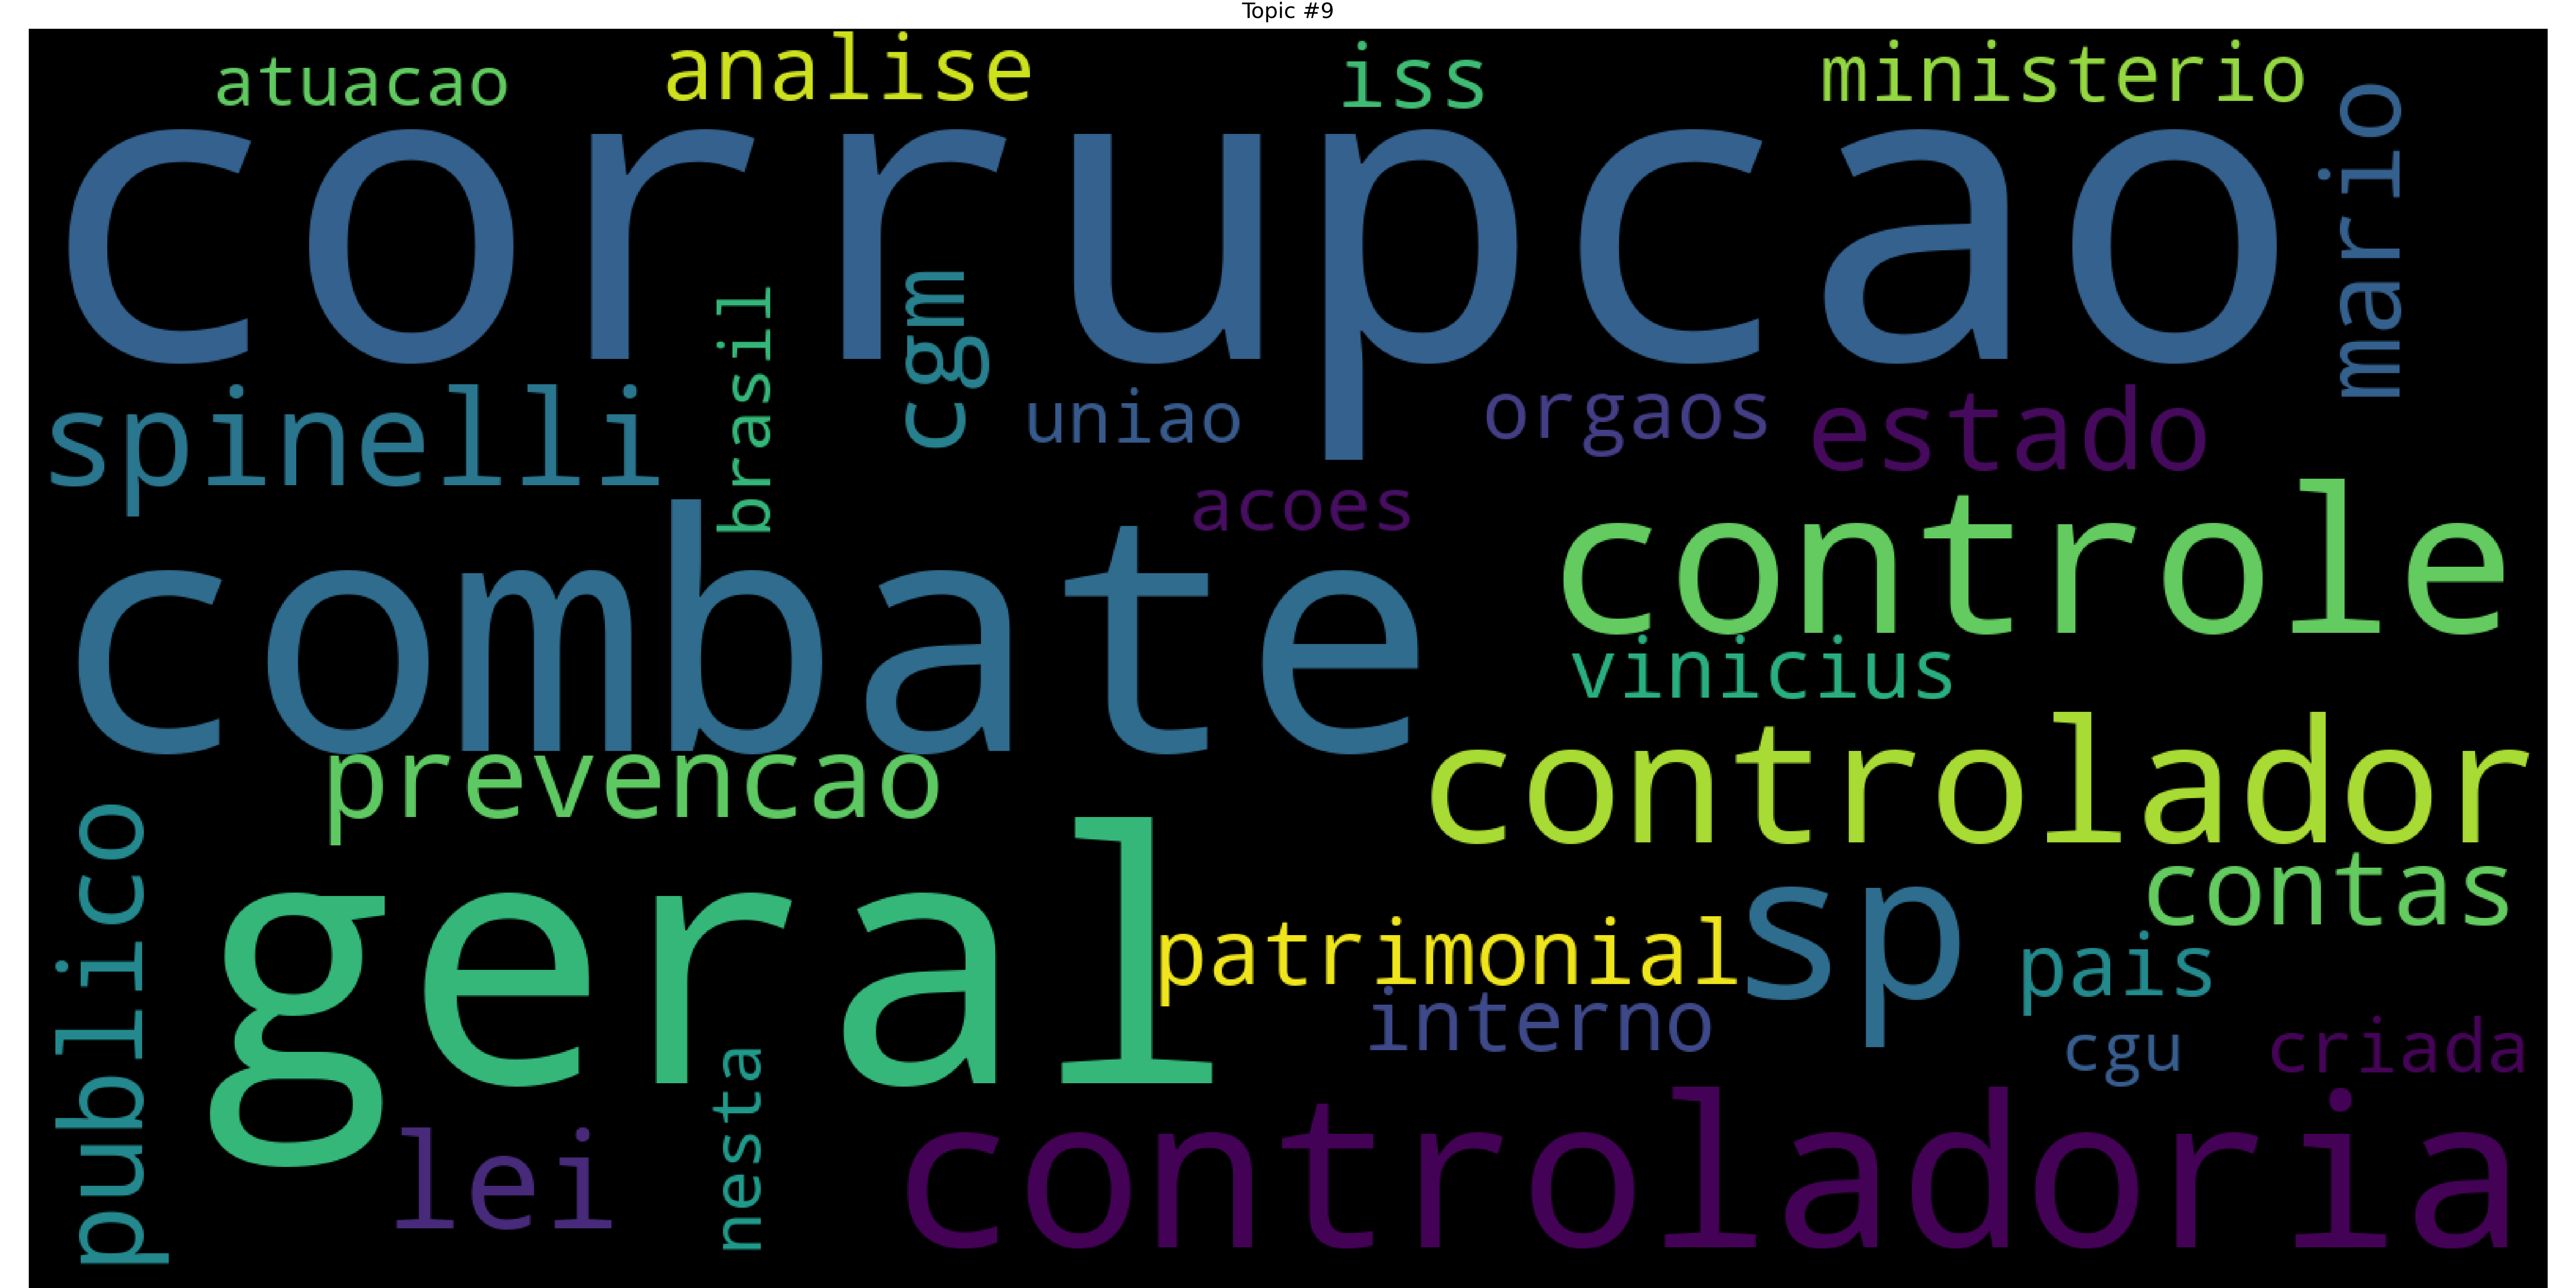 Topic #9
atuacao
analise
iss
ministerio
corrupcao
mario
spinelli
brasil
cgm
uniao
orgaos
estado
acoes
combate
controle
vinicius
prevencao
controlador
publico
geral
contas
patrimonial
sp
pais
interno
cgu
criada
lei
nesta
controladoria